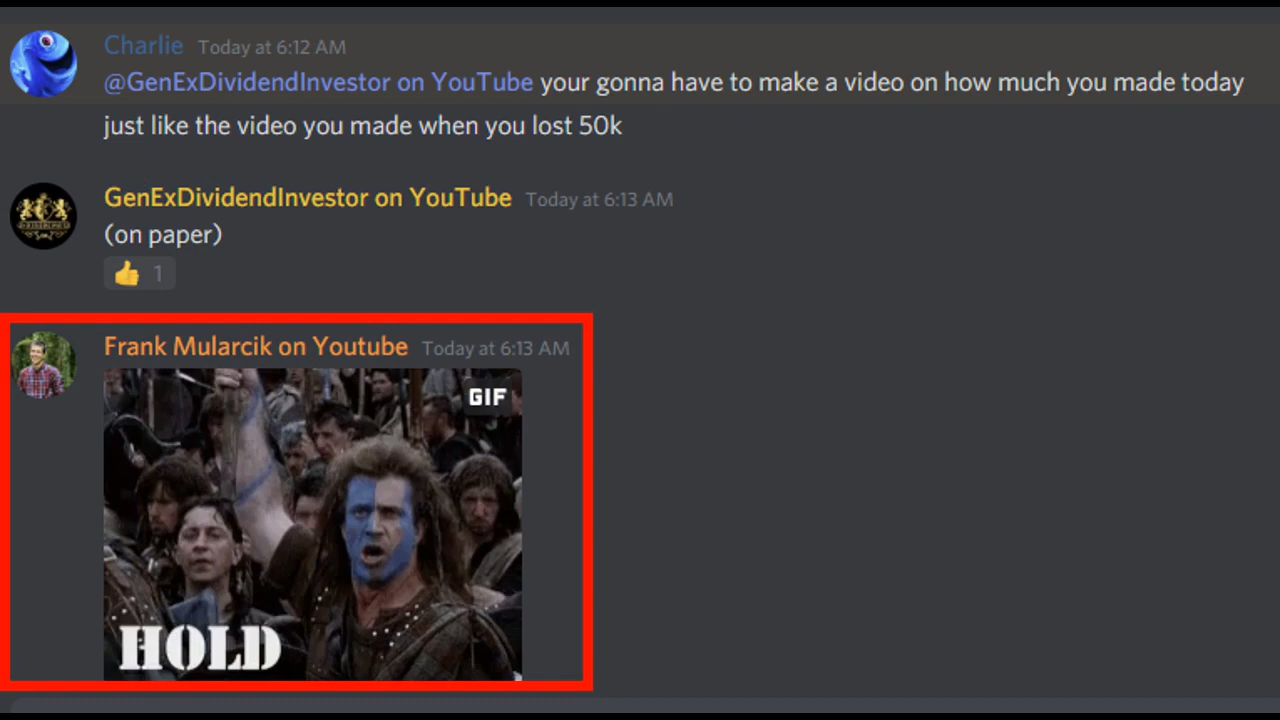 Charlie Today at 6:12 AM
@GenExDividendInvestor on YouTube your gonna have to make a video on how much you made today
just like the video you made when you lost 50k
GenExDividendInvestor on YouTube Today at 6:13 AM
(on paper)
👍 1
Frank Mularcik on Youtube Today at 6:13 AM
GIF
HOLD